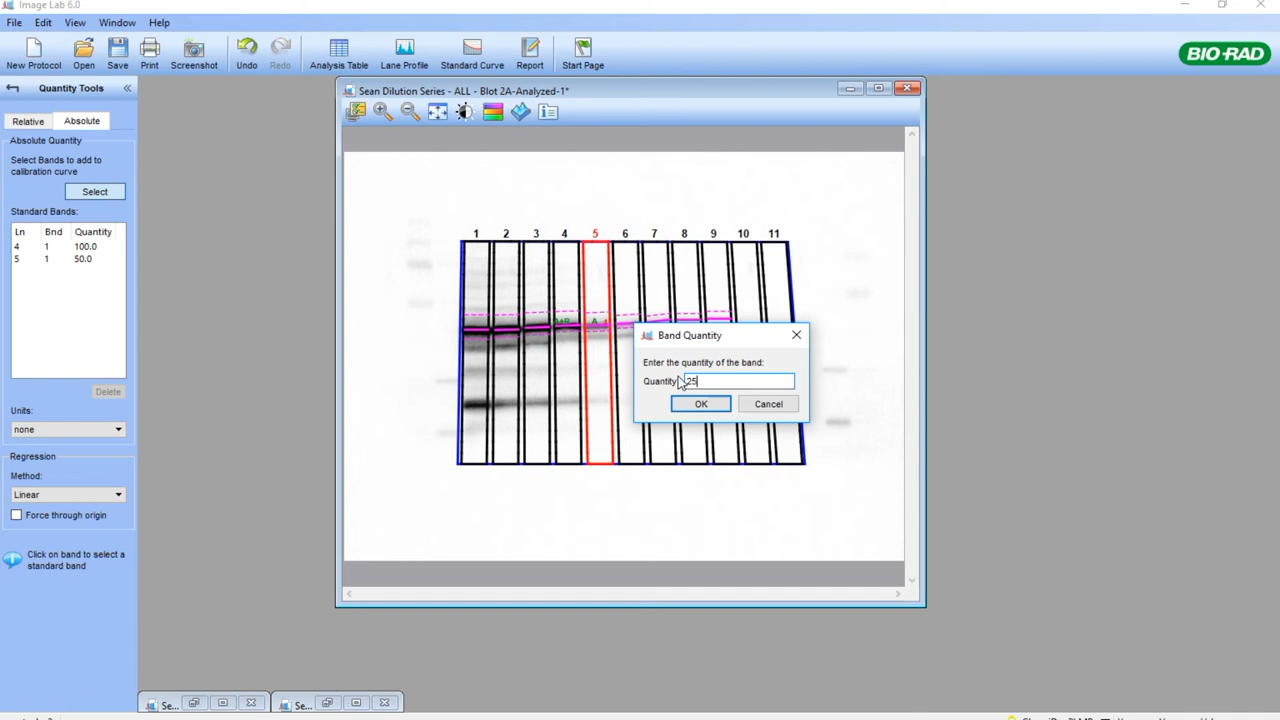 Image Lab 6.0
File Edit View Window Help
New Protocol Open Save Print Screenshot Undo Redo Analysis Table Lane Profile Standard Curve Report Start Page
BIO-RAD
Quantity Tools
Relative Absolute
Absolute Quantity
Select Bands to add to
calibration curve
Select
Standard Bands:
Ln Bnd Quantity
4 1 100.0
5 1 50.0
Delete
Units:
none
Regression
Method:
Linear
Force through origin
Click on band to select a
standard band
Sean Dilution Series - ALL - Blot 2A-Analyzed-1*
1 2 3 4 5 6 7 8 9 10 11
Band Quantity
Enter the quantity of the band:
Quantity 25
OK Cancel
Se... Se...